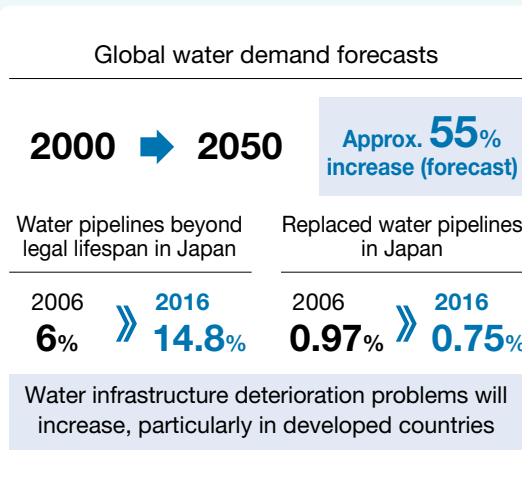 Global water demand forecasts
2000 2050
Approx. 55%
increase (forecast)
Water pipelines beyond
legal lifespan in Japan
2006 2016
6% 14.8%
Replaced water pipelines
in Japan
2006 2016
0.97% 0.75%
Water infrastructure deterioration problems will
increase, particularly in developed countries